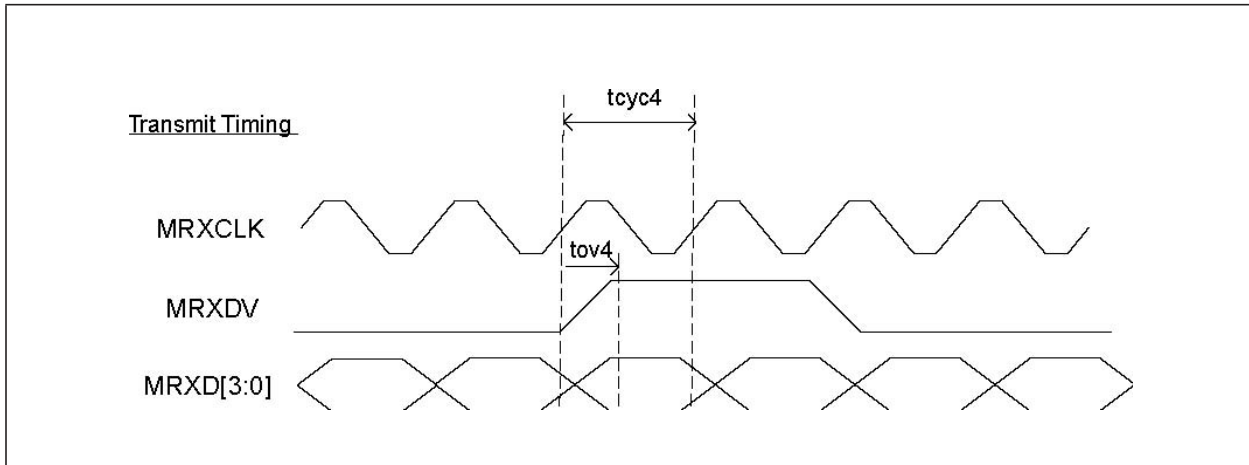 tcyc4
Transmit Timing
MRXCLK
tov4
MRXDV
MRXD[3:0]